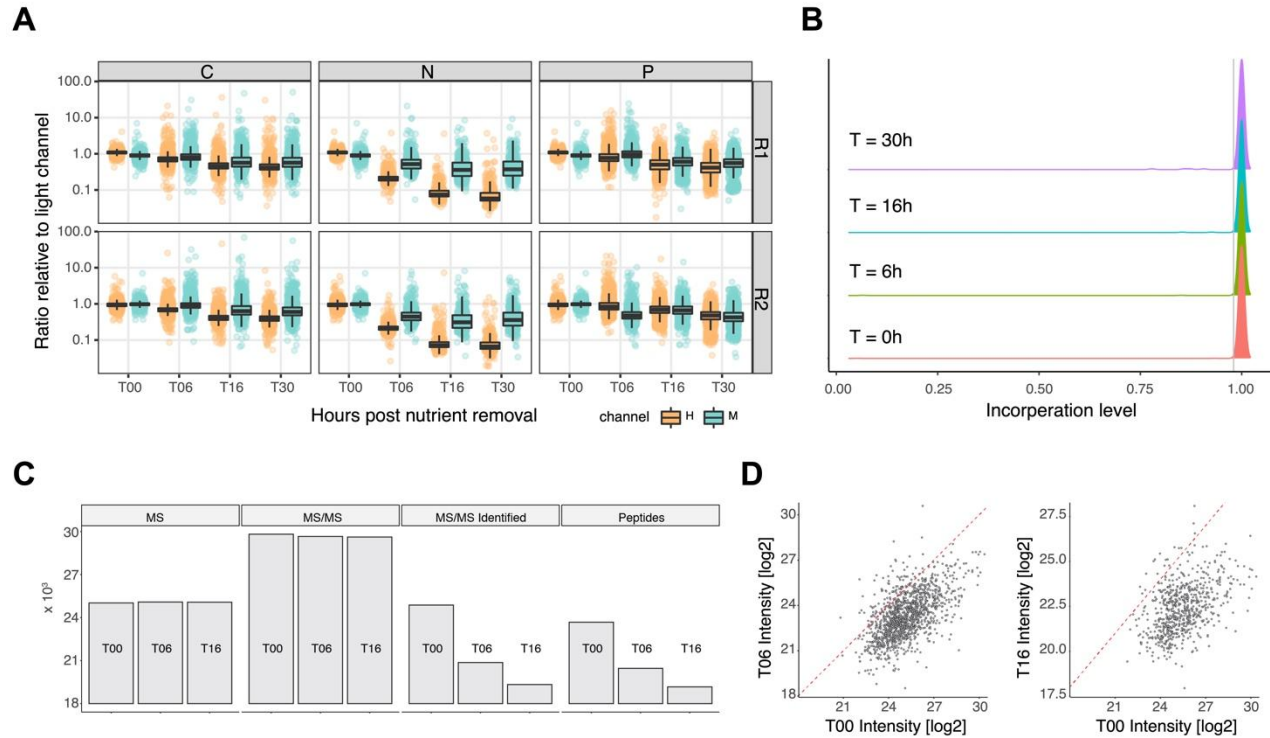 A
C N P
Ratio relative to light channel
100.0
10.0
1.0
0.1
R1
100.0
10.0
1.0
0.1
R2
T00 T06 T16 T30 T00 T06 T16 T30 T00 T06 T16 T30
Hours post nutrient removal
channel H M
B
T = 30h
T = 16h
T = 6h
T = 0h
0.00 0.25 0.50 0.75 1.00
Incorperation level
C
MS MS/MS MS/MS Identified Peptides
x 10³
30
27
24
21
18
T00 T06 T16 T00 T06 T16 T00 T06 T16 T00 T06 T16
D
T06 Intensity [log2]
30
27
24
21
18
21 24 27 30
T00 Intensity [log2]
T16 Intensity [log2]
27.5
25.0
22.5
20.0
17.5
21 24 27 30
T00 Intensity [log2]